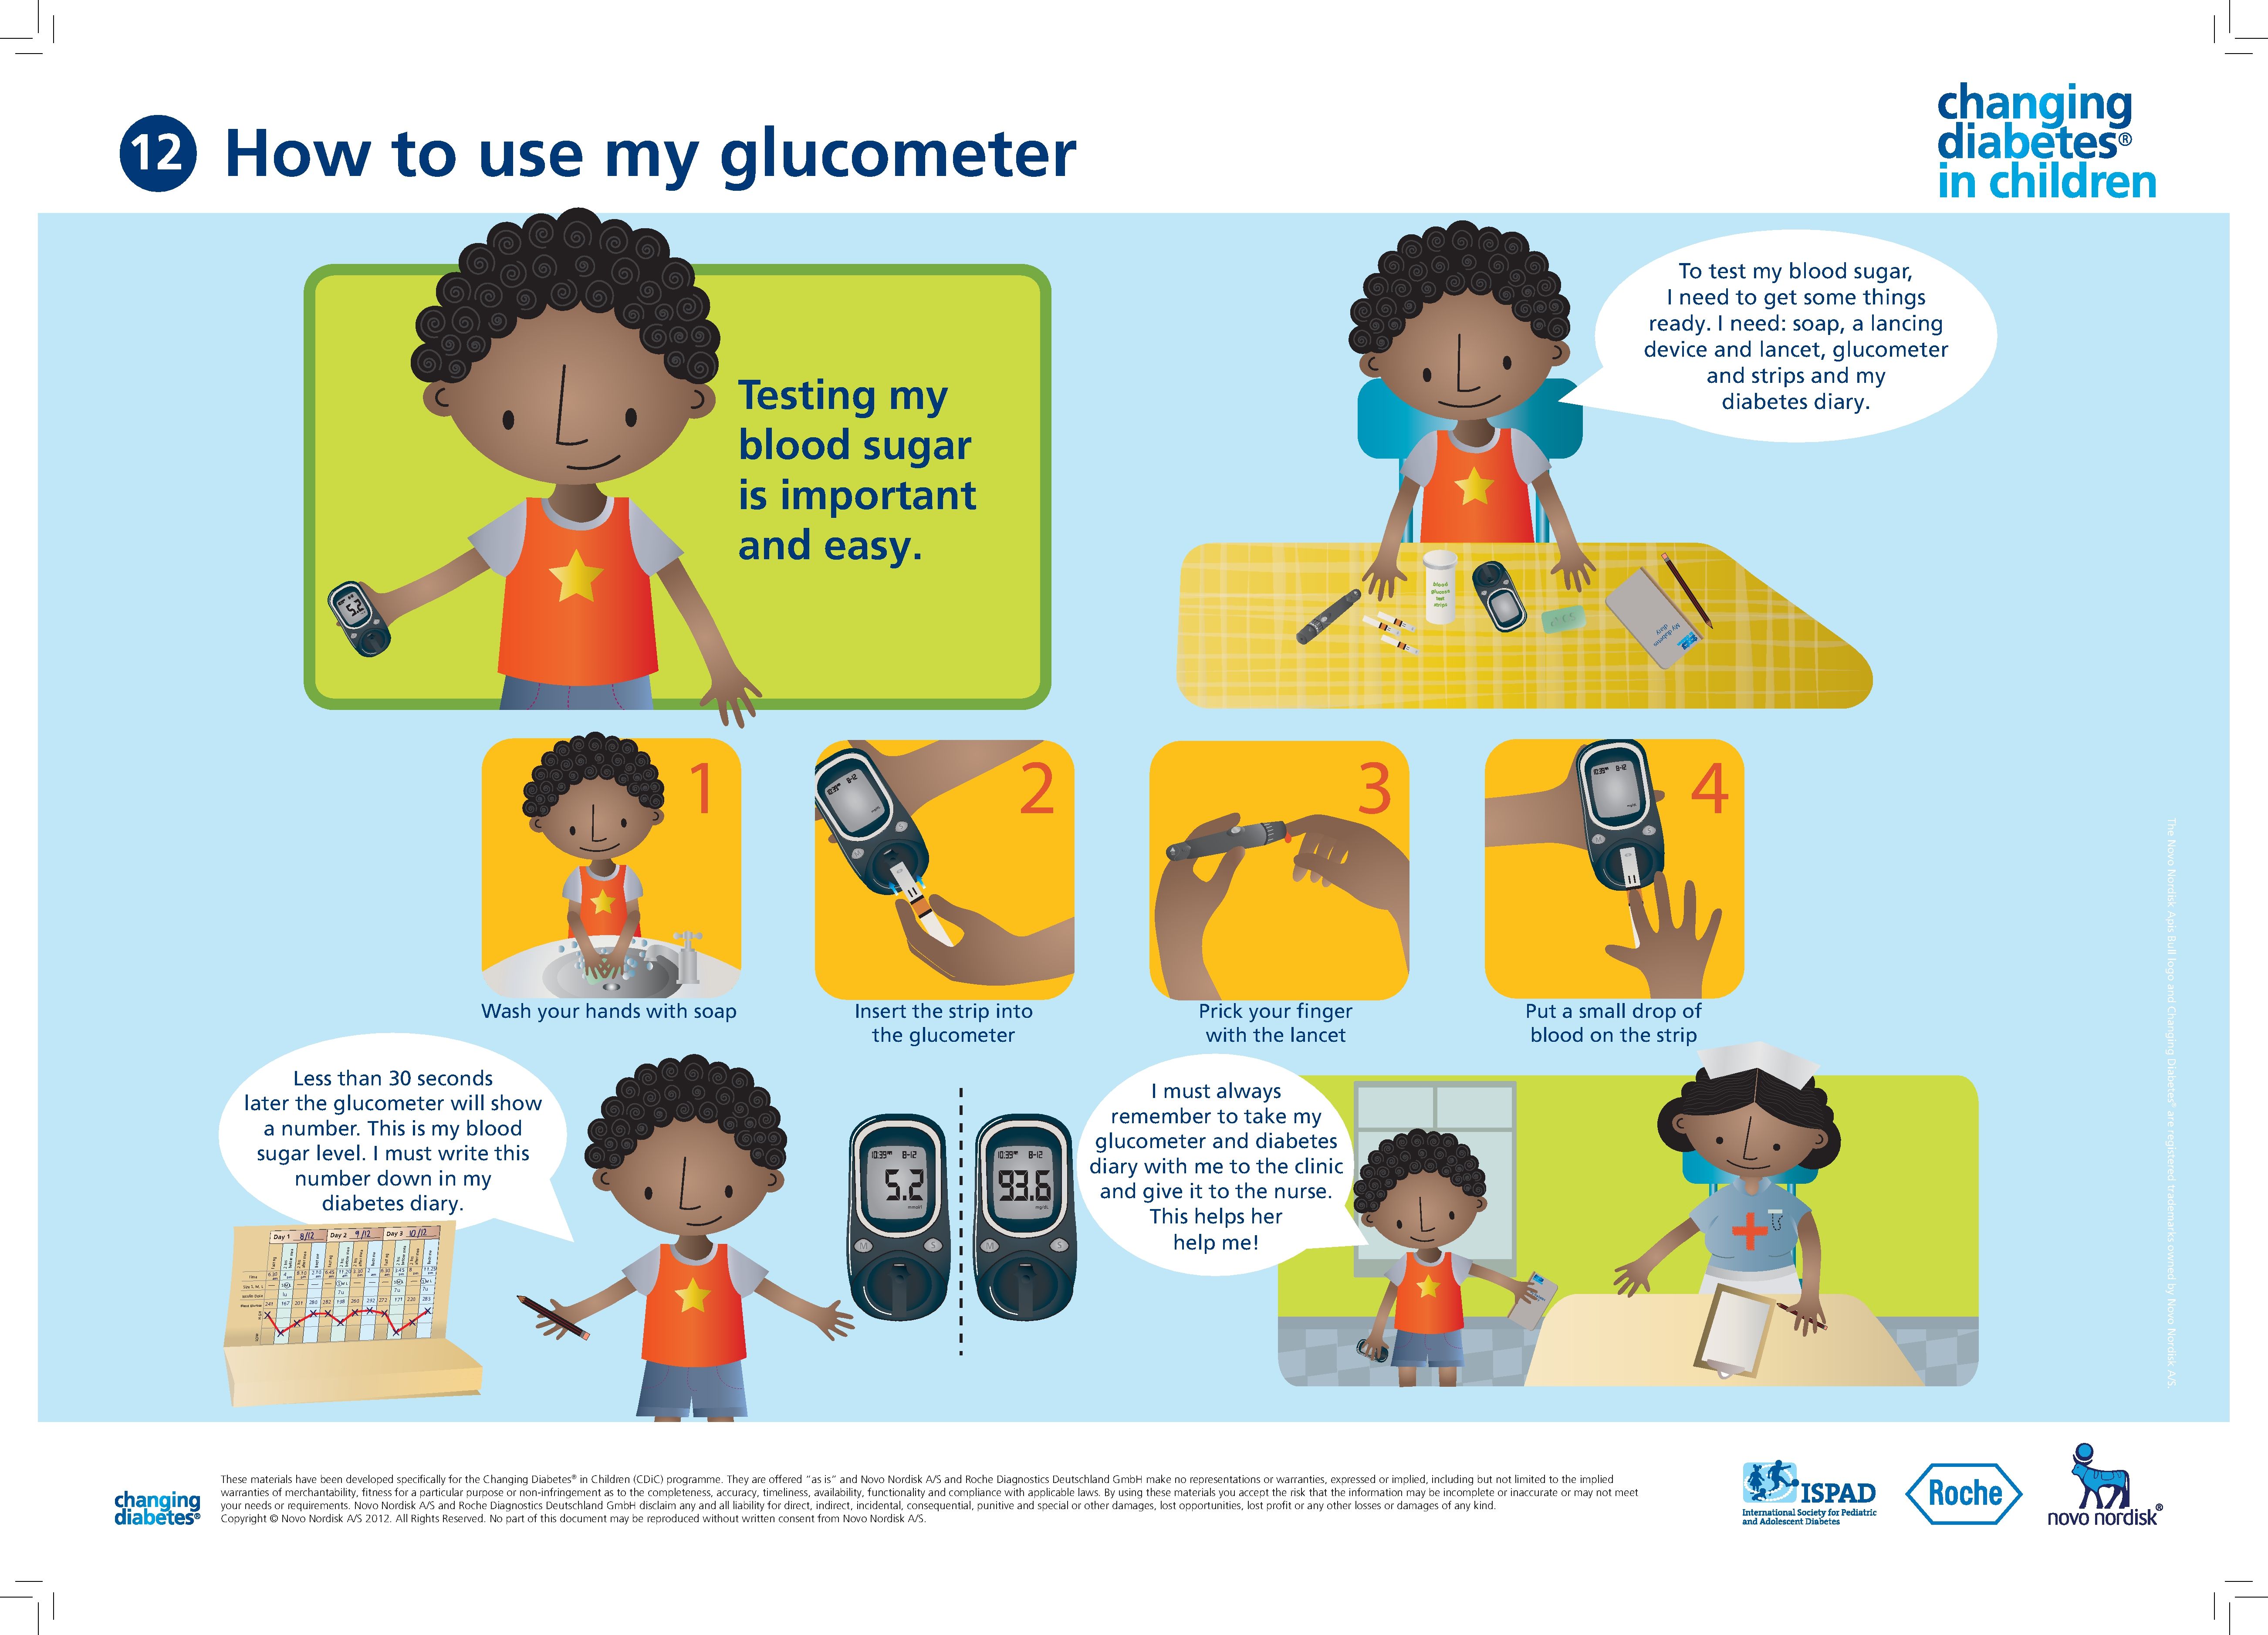 12 How to use my glucometer
changing
diabetes®
in children
Testing my
blood sugar
is important
and easy.
5.2
To test my blood sugar,
I need to get some things
ready. I need: soap, a lancing
device and lancet, glucometer
and strips and my
diabetes diary.
blood
glucose
test
strips
My diabetes
diary
1
Wash your hands with soap
2
Insert the strip into
the glucometer
3
Prick your finger
with the lancet
4
Put a small drop of
blood on the strip
Less than 30 seconds
later the glucometer will show
a number. This is my blood
sugar level. I must write this
number down in my
diabetes diary.
Day 1 8/12 Day 2 9/12 Day 3 10/12
10:39 8-12
5.2
mmol/l
M S
10:39 8-12
93.6
mg/dL
M S
I must always
remember to take my
glucometer and diabetes
diary with me to the clinic
and give it to the nurse.
This helps her
help me!
The Novo Nordisk Apis Bull logo and Changing Diabetes® are registered trademarks owned by Novo Nordisk A/S.
changing
diabetes®
These materials have been developed specifically for the Changing Diabetes® in Children (CDiC) programme. They are offered "as is" and Novo Nordisk A/S and Roche Diagnostics Deutschland GmbH make no representations or warranties, expressed or implied, including but not limited to the implied
warranties of merchantability, fitness for a particular purpose or non-infringement as to the completeness, accuracy, timeliness, availability, functionality and compliance with applicable laws. By using these materials you accept the risk that the information may be incomplete or inaccurate or may not meet
your needs or requirements. Novo Nordisk A/S and Roche Diagnostics Deutschland GmbH disclaim any and all liability for direct, indirect, incidental, consequential, punitive and special or other damages, lost opportunities, lost profit or any other losses or damages of any kind.
Copyright © Novo Nordisk A/S 2012. All Rights Reserved. No part of this document may be reproduced without written consent from Novo Nordisk A/S.
ISPAD
International Society for Pediatric
and Adolescent Diabetes
Roche
novo nordisk®